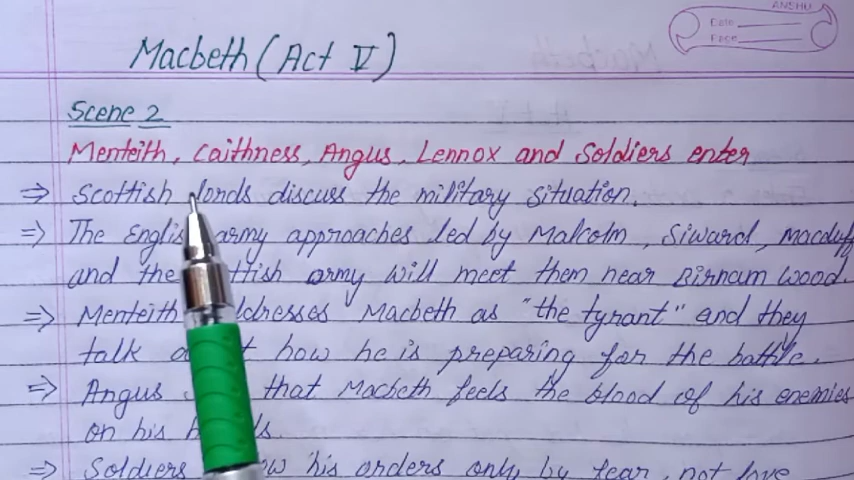 ANSHU
Date
Page
Macbeth (Act V)
Scene 2
Menteith, Caithness, Angus, Lennox and Soldiers enter
⇒ Scottish lords discuss the military situation.
⇒ The English army approaches led by Malcolm, Siward, Macduff
and the army will meet them near Birnam Wood.
⇒ Menteith addresses Macbeth as "the tyrant" and they
talk about how he is preparing for the battle.
⇒ Angus that Macbeth feels the blood of his enemies
on his hands.
⇒ Soldiers his orders only by fear, not love